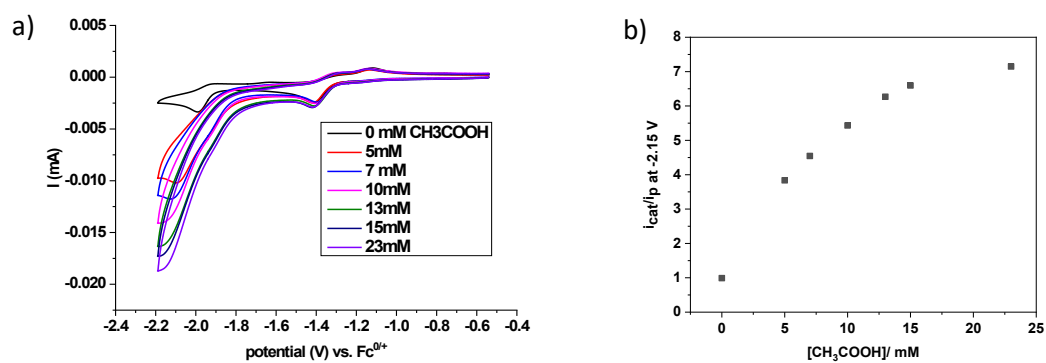 a)
0.005
0.000
-0.005
-0.010
-0.015
-0.020
I (mA)
0 mM CH3COOH
5mM
7 mM
10mM
13mM
15mM
23mM
-2.2 -2.0 -1.8 -1.6 -1.4 -1.2 -1.0 -0.8 -0.6 -0.4
potential (V) vs. Fc0/+
b)
8
7
6
5
4
3
2
1
0
icat/ip at -2.15 V
0 5 10 15 20 25
[CH3COOH]/ mM